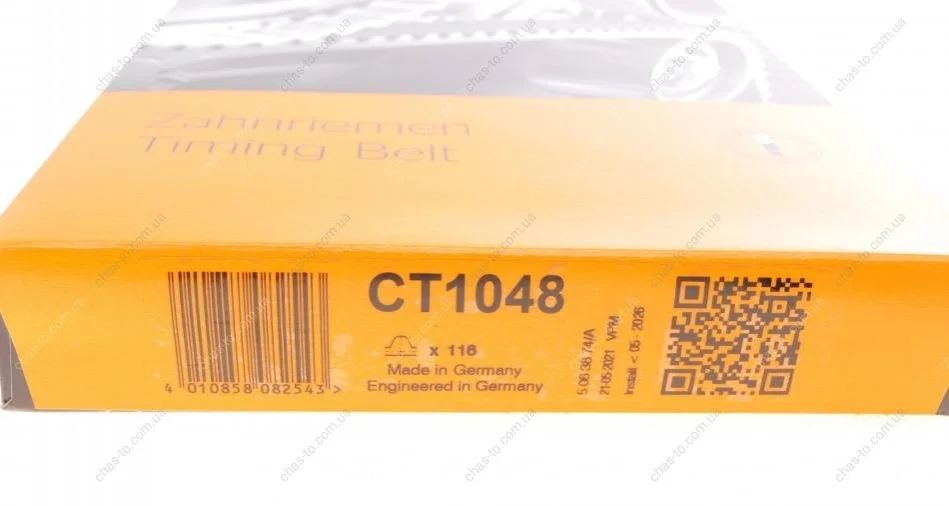 Zahnriemen
Timing Belt
CT1048
x 116
Made in Germany
Engineered in Germany
4 010858 082543 >
5 06 38 74/A
21-05-2021 VPM
Install < 05 - 2026
chas-to.com.ua